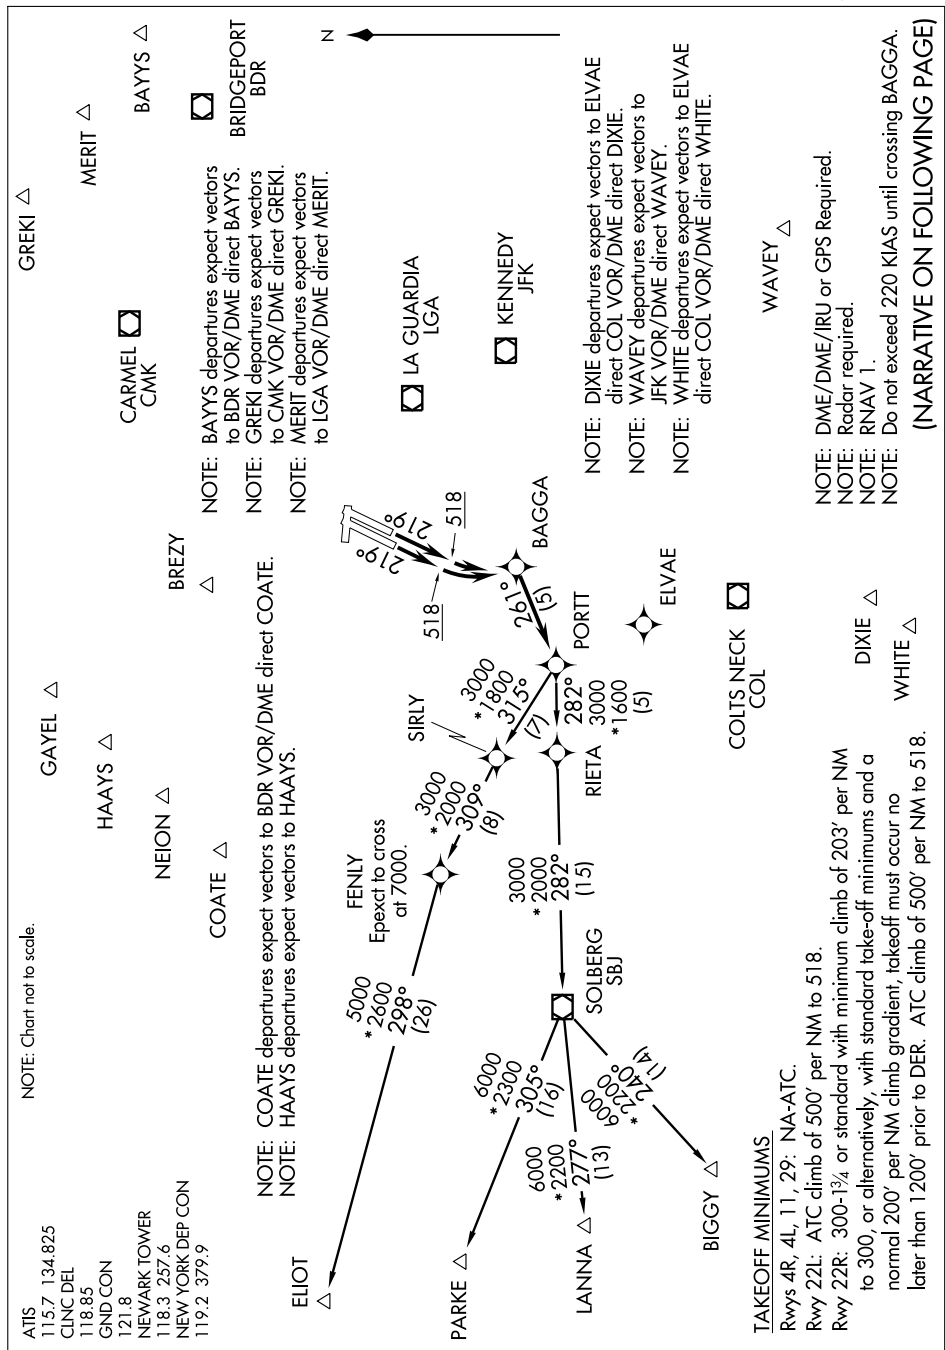 ATIS
115.7 134.825
CLNC DEL
118.85
GND CON
121.8
NEWARK TOWER
118.3 257.6
NEW YORK DEP CON
119.2 379.9
NOTE: Chart not to scale.
GAYEL
HAAYS
NEION
COATE
BREZY
GREKI
MERIT
BAYYS
CARMEL
CMK
BRIDGEPORT
BDR
N
NOTE: COATE departures expect vectors to BDR VOR/DME direct COATE.
NOTE: HAAYS departures expect vectors to HAAYS.
NOTE: BAYYS departures expect vectors
to BDR VOR/DME direct BAYYS.
NOTE: GREKI departures expect vectors
to CMK VOR/DME direct GREKI.
NOTE: MERIT departures expect vectors
to LGA VOR/DME direct MERIT.
LA GUARDIA
LGA
KENNEDY
JFK
219°
219°
518
518
BAGGA
261°
(5)
PORTT
3000
*1800
315°
(7)
SIRLY
3000
*2000
309°
(8)
FENLY
Epexct to cross
at 7000.
5000
*2600
298°
(26)
ELIOT
282°
3000
*1600
(5)
RIETA
3000
*2000
282°
(15)
SOLBERG
SBJ
6000
*2300
305°
(16)
PARKE
6000
*2200
277°
(13)
LANNA
6000
*2200°
240°
(14)
BIGGY
ELVAE
COLTS NECK
COL
DIXIE
WHITE
WAVEY
NOTE: DIXIE departures expect vectors to ELVAE
direct COL VOR/DME direct DIXIE.
NOTE: WAVEY departures expect vectors to
JFK VOR/DME direct WAVEY.
NOTE: WHITE departures expect vectors to ELVAE
direct COL VOR/DME direct WHITE.
TAKEOFF MINIMUMS
Rwys 4R, 4L, 11, 29: NA-ATC.
Rwy 22L: ATC climb of 500' per NM to 518.
Rwy 22R: 300-1¾ or standard with minimum climb of 203' per NM
to 300, or alternatively, with standard take-off minimums and a
normal 200' per NM climb gradient, takeoff must occur no
later than 1200' prior to DER. ATC climb of 500' per NM to 518.
NOTE: DME/DME/IRU or GPS Required.
NOTE: Radar required.
NOTE: RNAV 1.
NOTE: Do not exceed 220 KIAS until crossing BAGGA.
(NARRATIVE ON FOLLOWING PAGE)